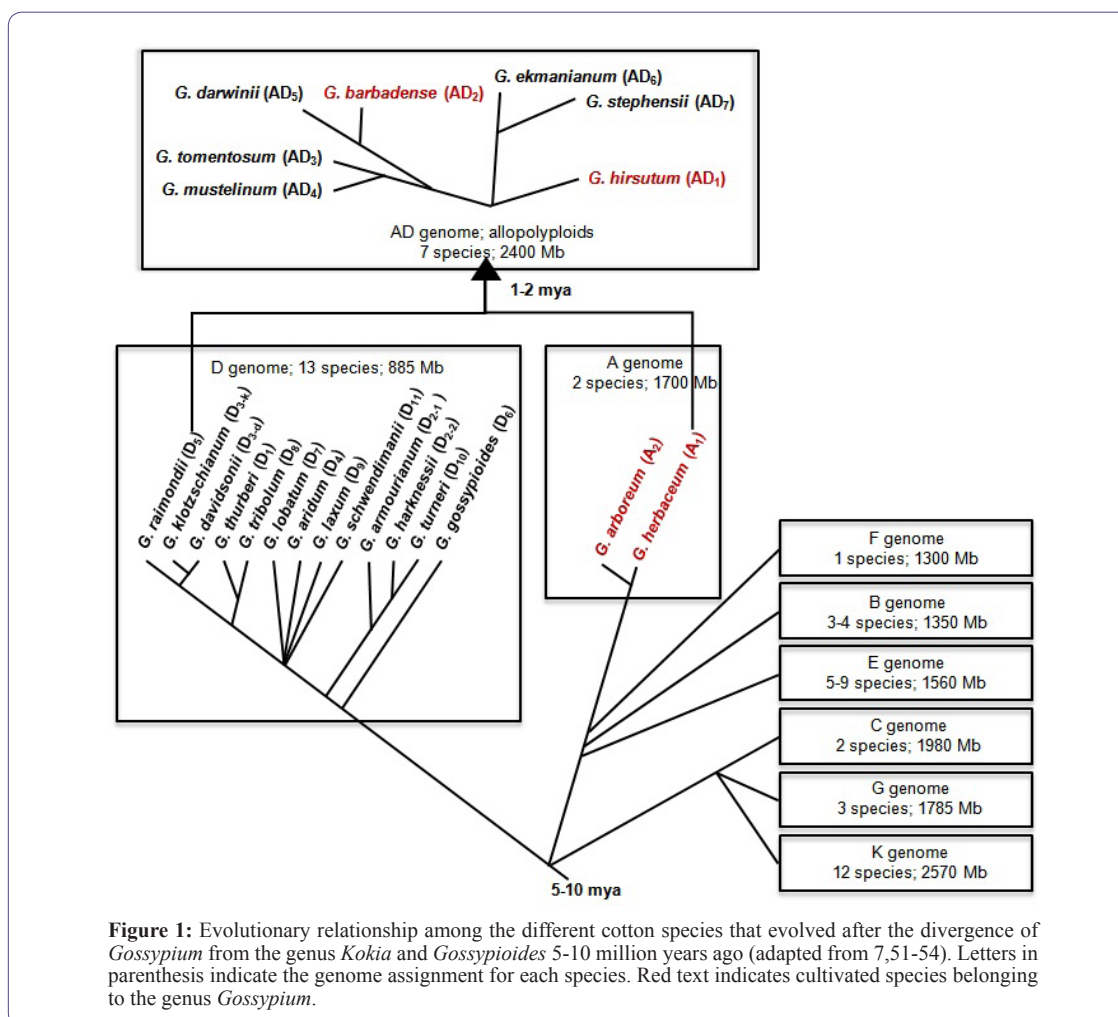 G. ekmanianum (AD6)
G. darwinii (AD5)
G. barbadense (AD2)
G. stephensii (AD7)
G. tomentosum (AD3)
G. mustelinum (AD4)
G. hirsutum (AD1)
AD genome; allopolyploids
7 species; 2400 Mb
1-2 mya
D genome; 13 species; 885 Mb
G. raimondii (D5)
G. klotzschianum (D3-k)
G. davidsonii (D3-d)
G. thurberi (D1)
G. tribolum (D8)
G. lobatum (D7)
G. aridum (D4)
G. laxum (D9)
G. schwendimanii (D11)
G. armourianum (D2-1)
G. harknessii (D2-2)
G. turneri (D10)
G. gossypioides (D6)
A genome
2 species; 1700 Mb
G. arboreum (A2)
G. herbaceum (A1)
F genome
1 species; 1300 Mb
B genome
3-4 species; 1350 Mb
E genome
5-9 species; 1560 Mb
C genome
2 species; 1980 Mb
G genome
3 species; 1785 Mb
K genome
12 species; 2570 Mb
5-10 mya
Figure 1: Evolutionary relationship among the different cotton species that evolved after the divergence of
Gossypium from the genus Kokia and Gossypioides 5-10 million years ago (adapted from 7,51-54). Letters in
parenthesis indicate the genome assignment for each species. Red text indicates cultivated species belonging
to the genus Gossypium.